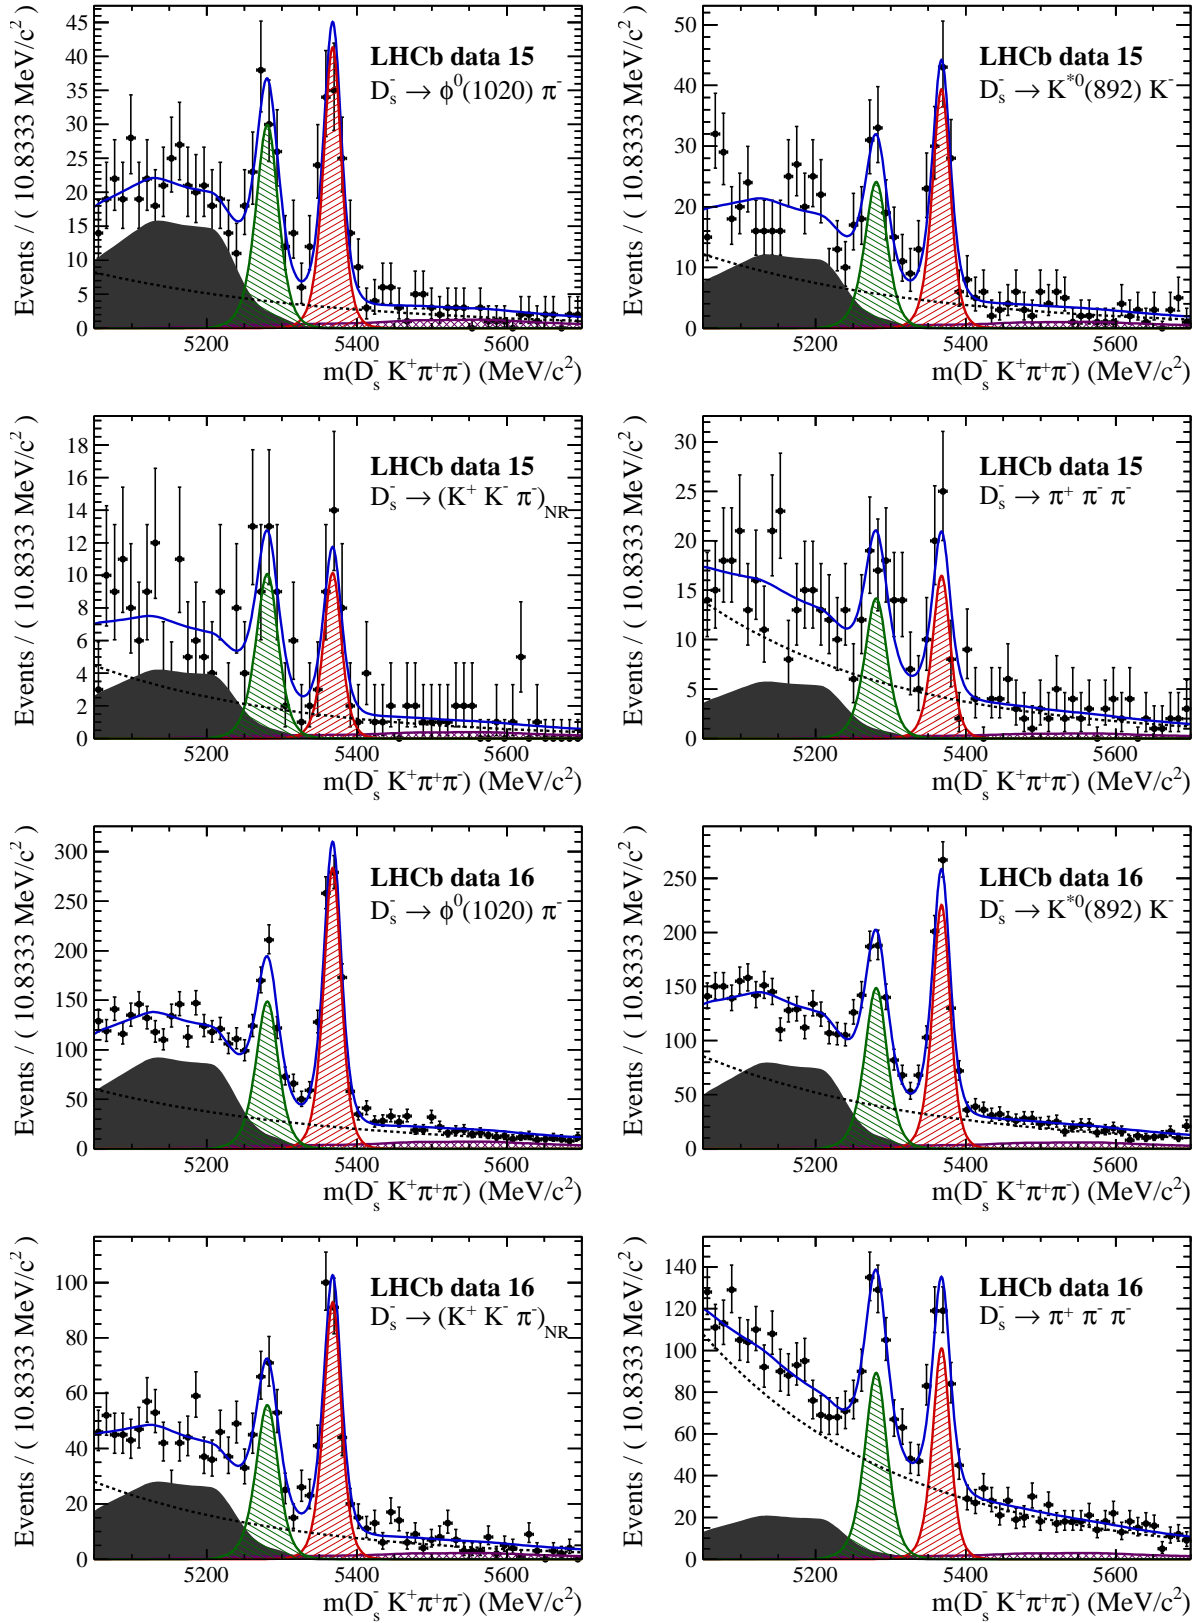 LHCb data 15
D_s^- → ϕ^0(1020) π^-
Events / ( 10.8333 MeV/c^2 )
0
5
10
15
20
25
30
35
40
45
5200 5400 5600
m(D_s^- K^+π^+π^-) (MeV/c^2)
LHCb data 15
D_s^- → K^{*0}(892) K^-
Events / ( 10.8333 MeV/c^2 )
0
10
20
30
40
50
5200 5400 5600
m(D_s^- K^+π^+π^-) (MeV/c^2)
LHCb data 15
D_s^- → (K^+ K^- π^-)_{NR}
Events / ( 10.8333 MeV/c^2 )
0
2
4
6
8
10
12
14
16
18
5200 5400 5600
m(D_s^- K^+π^+π^-) (MeV/c^2)
LHCb data 15
D_s^- → π^+ π^- π^-
Events / ( 10.8333 MeV/c^2 )
0
5
10
15
20
25
30
5200 5400 5600
m(D_s^- K^+π^+π^-) (MeV/c^2)
LHCb data 16
D_s^- → ϕ^0(1020) π^-
Events / ( 10.8333 MeV/c^2 )
0
50
100
150
200
250
300
5200 5400 5600
m(D_s^- K^+π^+π^-) (MeV/c^2)
LHCb data 16
D_s^- → K^{*0}(892) K^-
Events / ( 10.8333 MeV/c^2 )
0
50
100
150
200
250
5200 5400 5600
m(D_s^- K^+π^+π^-) (MeV/c^2)
LHCb data 16
D_s^- → (K^+ K^- π^-)_{NR}
Events / ( 10.8333 MeV/c^2 )
0
20
40
60
80
100
5200 5400 5600
m(D_s^- K^+π^+π^-) (MeV/c^2)
LHCb data 16
D_s^- → π^+ π^- π^-
Events / ( 10.8333 MeV/c^2 )
0
20
40
60
80
100
120
140
5200 5400 5600
m(D_s^- K^+π^+π^-) (MeV/c^2)